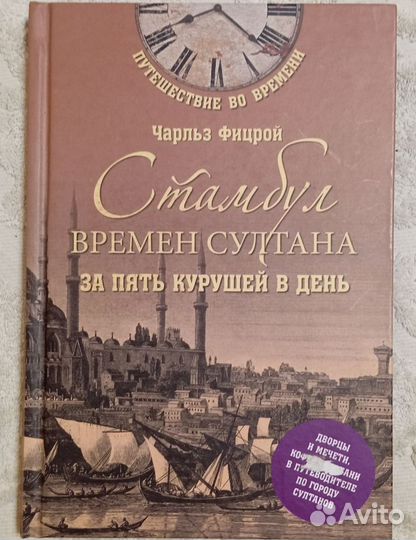 ПУТЕШЕСТВИЕ ВО ВРЕМЕНИ
Чарльз Фицрой
Стамбул
ВРЕМЕН СУЛТАНА
ЗА ПЯТЬ КУРУШЕЙ В ДЕНЬ
ДВОРЦЫ
И МЕЧЕТИ,
В ПУТЕВОДИТЕЛЕ
ПО ГОРОДУ
СУЛТАНОВ
Avito